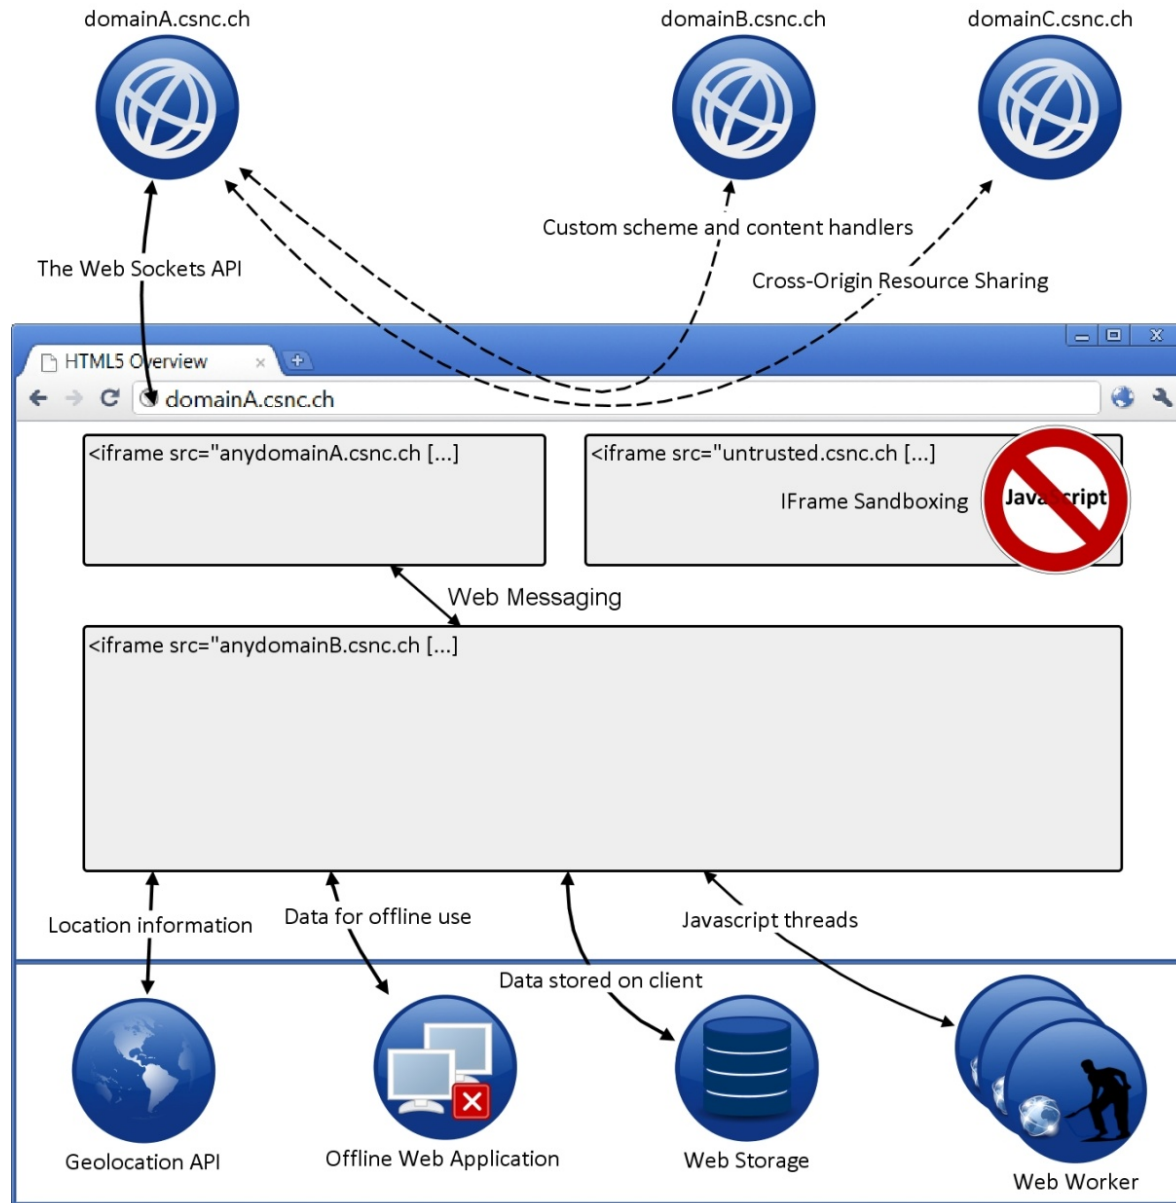 domainA.csnc.ch
domainB.csnc.ch
domainC.csnc.ch
Custom scheme and content handlers
The Web Sockets API
Cross-Origin Resource Sharing
HTML5 Overview
domainA.csnc.ch
<iframe src="anydomainA.csnc.ch [...]
<iframe src="untrusted.csnc.ch [...]
IFrame Sandboxing
JavaScript
Web Messaging
<iframe src="anydomainB.csnc.ch [...]
Location information
Data for offline use
Javascript threads
Data stored on client
Geolocation API
Offline Web Application
Web Storage
Web Worker